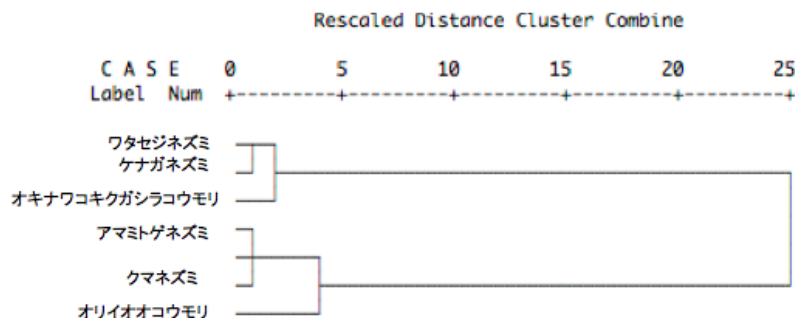 Rescaled Distance Cluster Combine
C A S E 0 5 10 15 20 25
Label Num +---------+---------+---------+---------+---------+
ワタセジネズミ
ケナガネズミ
オキナワコキクガシラコウモリ
アマミトゲネズミ
クマネズミ
オリイオオコウモリ